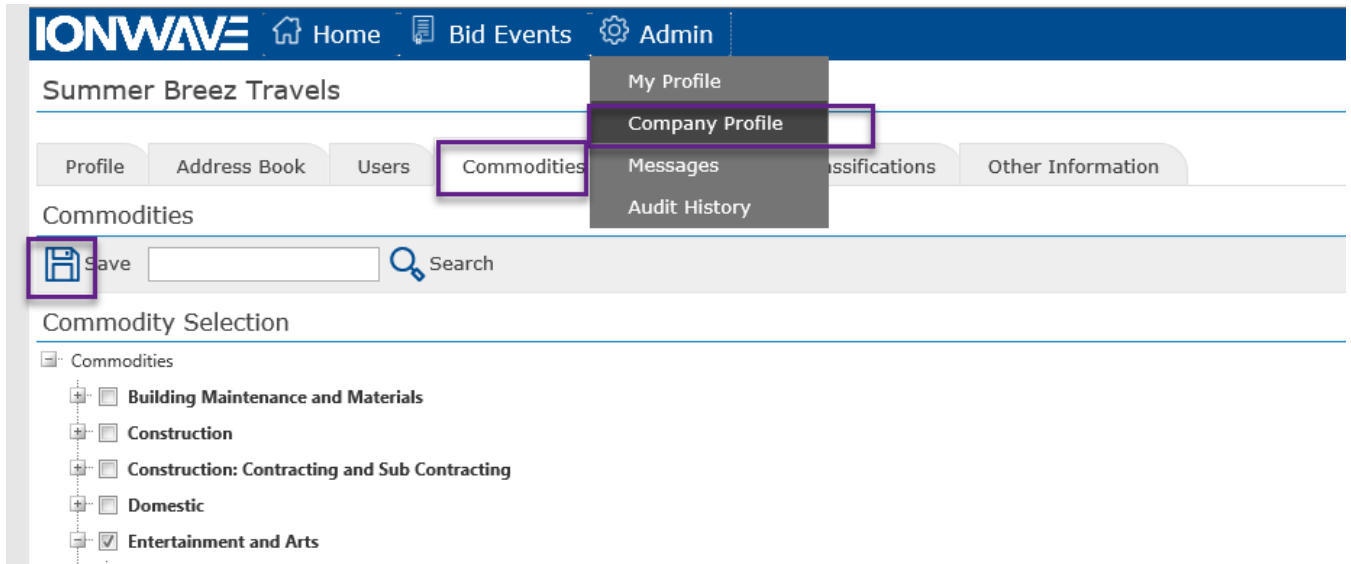 IONWAVE Home Bid Events Admin
Summer Breez Travels
My Profile
Company Profile
Messages
Audit History
Profile Address Book Users Commodities Other Information
Commodities
Save Search
Commodity Selection
Commodities
Building Maintenance and Materials
Construction
Construction: Contracting and Sub Contracting
Domestic
Entertainment and Arts